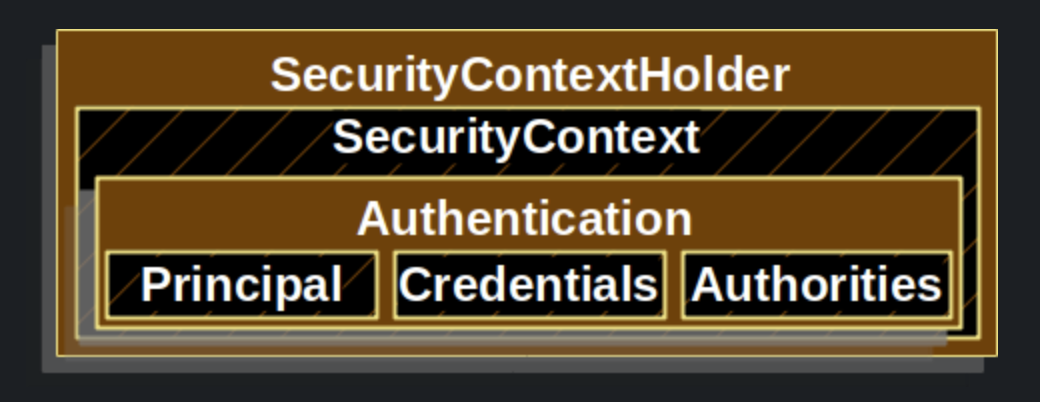 SecurityContextHolder
SecurityContext
Authentication
Principal Credentials Authorities